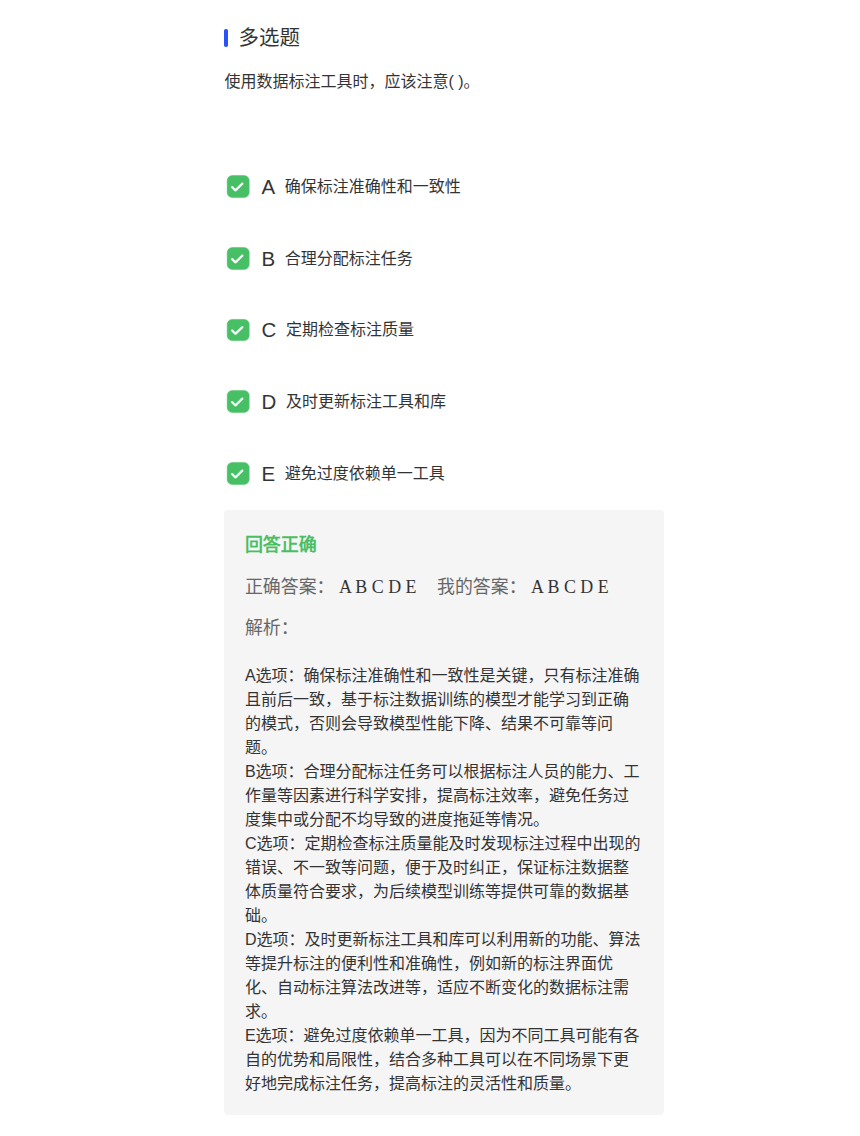 多选题
使用数据标注工具时，应该注意( )。
A 确保标注准确性和一致性
B 合理分配标注任务
C 定期检查标注质量
D 及时更新标注工具和库
E 避免过度依赖单一工具
回答正确
正确答案： A B C D E 我的答案： A B C D E
解析：
A选项：确保标注准确性和一致性是关键，只有标注准确
且前后一致，基于标注数据训练的模型才能学习到正确
的模式，否则会导致模型性能下降、结果不可靠等问
题。
B选项：合理分配标注任务可以根据标注人员的能力、工
作量等因素进行科学安排，提高标注效率，避免任务过
度集中或分配不均导致的进度拖延等情况。
C选项：定期检查标注质量能及时发现标注过程中出现的
错误、不一致等问题，便于及时纠正，保证标注数据整
体质量符合要求，为后续模型训练等提供可靠的数据基
础。
D选项：及时更新标注工具和库可以利用新的功能、算法
等提升标注的便利性和准确性，例如新的标注界面优
化、自动标注算法改进等，适应不断变化的数据标注需
求。
E选项：避免过度依赖单一工具，因为不同工具可能有各
自的优势和局限性，结合多种工具可以在不同场景下更
好地完成标注任务，提高标注的灵活性和质量。